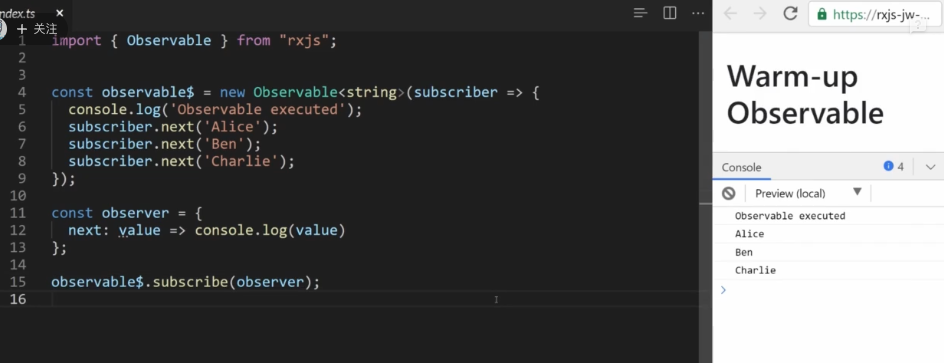 index.ts
+ 关注
https://rxjs-jw-...
1 import { Observable } from "rxjs";
2
3
4 const observable$ = new Observable<string>(subscriber => {
5 console.log('Observable executed');
6 subscriber.next('Alice');
7 subscriber.next('Ben');
8 subscriber.next('Charlie');
9 });
10
11 const observer = {
12 next: value => console.log(value)
13 };
14
15 observable$.subscribe(observer);
16
Warm-up
Observable
Console
4
Preview (local)
Observable executed
Alice
Ben
Charlie